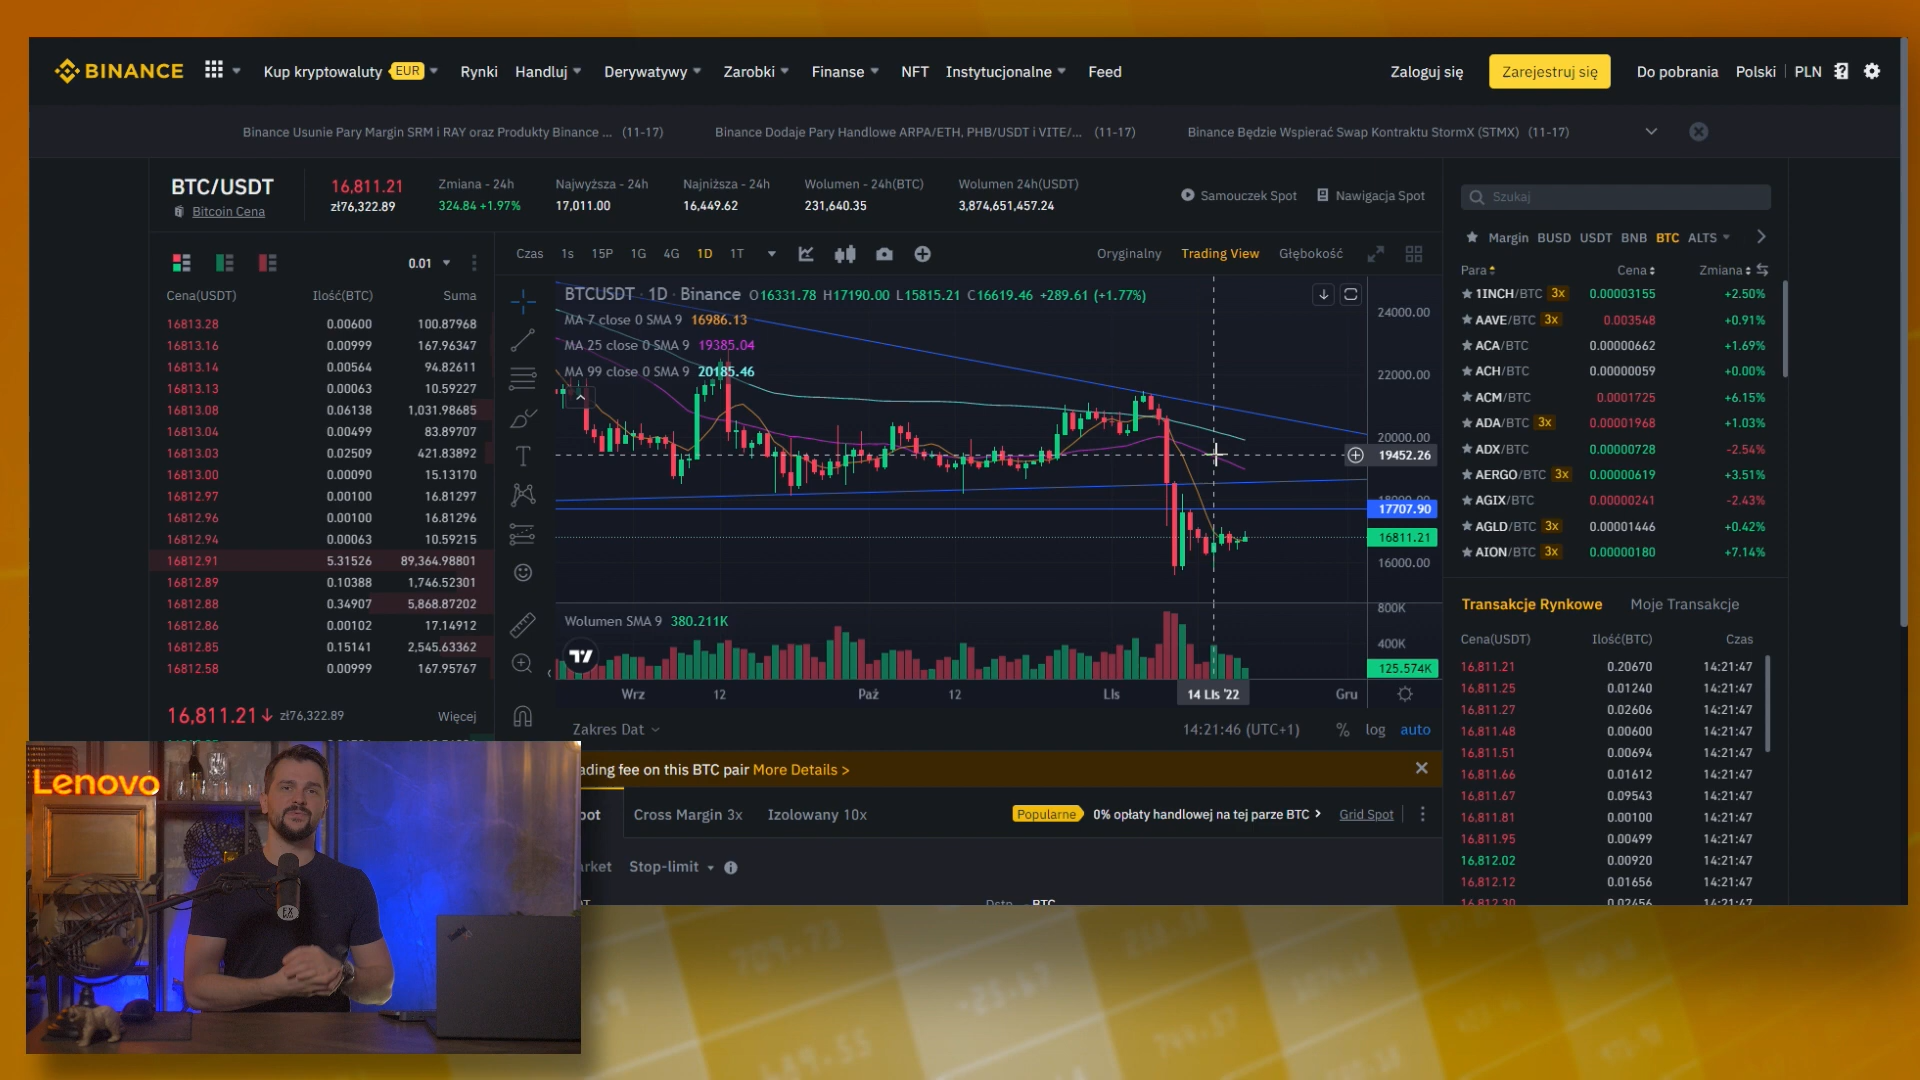 BINANCE
Kup kryptowaluty EUR
Rynki
Handluj
Derywatywy
Zarobki
Finanse
NFT
Instytucjonalne
Feed
Zaloguj się
Zarejestruj się
Do pobrania
Polski
PLN
Binance Usunie Pary Margin SRM i RAY oraz Produkty Binance ... (11-17)
Binance Dodaje Pary Handlowe ARPA/ETH, PHB/USDT i VITE/... (11-17)
Binance Będzie Wspierać Swap Kontraktu StormX (STMX) (11-17)
BTC/USDT
Bitcoin Cena
16,811.21
zł76,322.89
Zmiana - 24h
324.84 +1.97%
Najwyższa - 24h
17,011.00
Najniższa - 24h
16,449.62
Wolumen - 24h(BTC)
231,640.35
Wolumen 24h(USDT)
3,874,651,457.24
Samouczek Spot
Nawigacja Spot
0.01
Cena(USDT) Ilość(BTC) Suma
16813.28 0.00600 100.87968
16813.16 0.00999 167.96347
16813.14 0.00564 94.82611
16813.13 0.00063 10.59227
16813.08 0.06138 1,031.98685
16813.04 0.00499 83.89707
16813.03 0.02509 421.83892
16813.00 0.00090 15.13170
16812.97 0.00100 16.81297
16812.96 0.00100 16.81296
16812.94 0.00063 10.59215
16812.91 5.31526 89,364.98801
16812.89 0.10388 1,746.52301
16812.88 0.34907 5,868.87202
16812.86 0.00102 17.14912
16812.85 0.15141 2,545.63362
16812.58 0.00999 167.95767
16,811.21 zł76,322.89 Więcej
Czas 1s 15P 1G 4G 1D 1T
Oryginalny Trading View Głębokość
BTCUSDT · 1D · Binance O16331.78 H17190.00 L15815.21 C16619.46 +289.61 (+1.77%)
MA 7 close 0 SMA 9 16986.13
MA 25 close 0 SMA 9 19385.04
MA 99 close 0 SMA 9 20185.46
24000.00
22000.00
20000.00
19452.26
18000.00
17707.90
16811.21
16000.00
Wolumen SMA 9 380.211K
800K
400K
125.574K
Wrz 12 Paź 12 Lis 14 Lis '22 Gru
Zakres Dat
14:21:46 (UTC+1) % log auto
ading fee on this BTC pair More Details >
pot
Cross Margin 3x
Izolowany 10x
Popularne
0% opłaty handlowej na tej parze BTC
Grid Spot
arket
Stop-limit
BTC
Szukaj
Margin BUSD USDT BNB BTC ALTS
Para Cena Zmiana
1INCH/BTC 3x 0.00003155 +2.50%
AAVE/BTC 3x 0.003548 +0.91%
ACA/BTC 0.00000662 +1.69%
ACH/BTC 0.00000059 +0.00%
ACM/BTC 0.0001725 +6.15%
ADA/BTC 3x 0.00001968 +1.03%
ADX/BTC 0.00000728 -2.54%
AERGO/BTC 3x 0.00000619 +3.51%
AGIX/BTC 0.00000241 -2.43%
AGLD/BTC 3x 0.00001446 +0.42%
AION/BTC 3x 0.00000180 +7.14%
Transakcje Rynkowe Moje Transakcje
Cena(USDT) Ilość(BTC) Czas
16,811.21 0.20670 14:21:47
16,811.25 0.01240 14:21:47
16,811.27 0.02606 14:21:47
16,811.48 0.00600 14:21:47
16,811.51 0.00694 14:21:47
16,811.66 0.01612 14:21:47
16,811.67 0.09543 14:21:47
16,811.81 0.00100 14:21:47
16,811.95 0.00499 14:21:47
16,812.02 0.00920 14:21:47
16,812.12 0.01656 14:21:47
16,812.30 0.02456 14:21:47
Lenovo